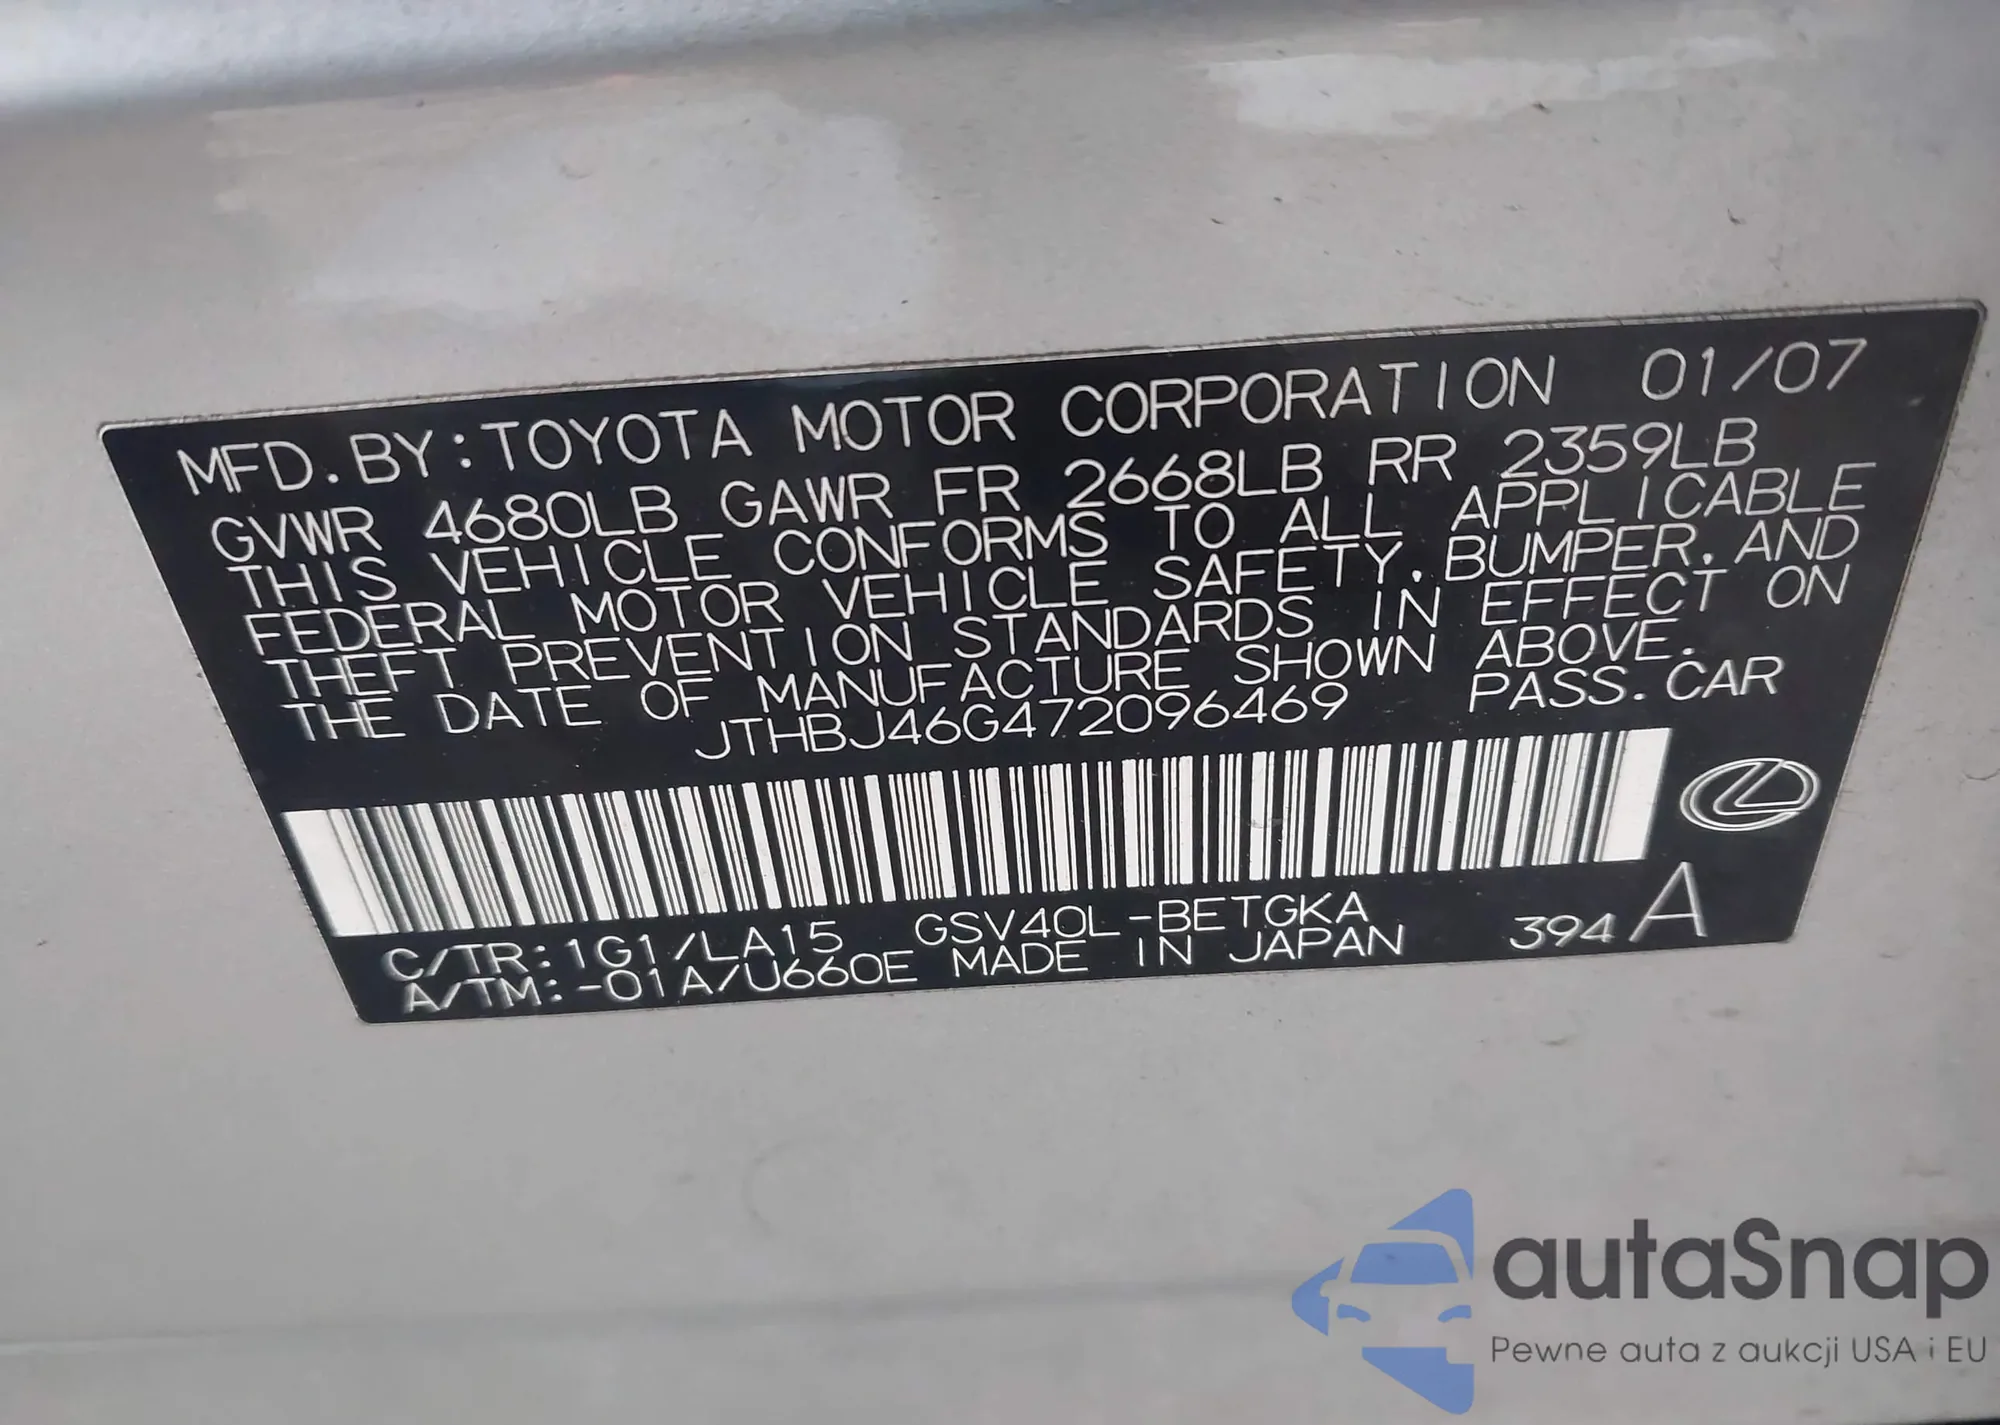 MFD. BY: TOYOTA MOTOR CORPORATION 01/07
GVWR 4680LB GAWR FR 2668LB RR 2359LB
THIS VEHICLE CONFORMS TO ALL APPLICABLE
FEDERAL MOTOR VEHICLE SAFETY, BUMPER, AND
THEFT PREVENTION STANDARDS IN EFFECT ON
THE DATE OF MANUFACTURE SHOWN ABOVE.
JTHBJ46G472096469 PASS. CAR
C/TR: 1G1/LA15 GSV40L-BETGKA 394 A
A/TM: -01A/U660E MADE IN JAPAN
autaSnap
Pewne auta z aukcji USA i EU